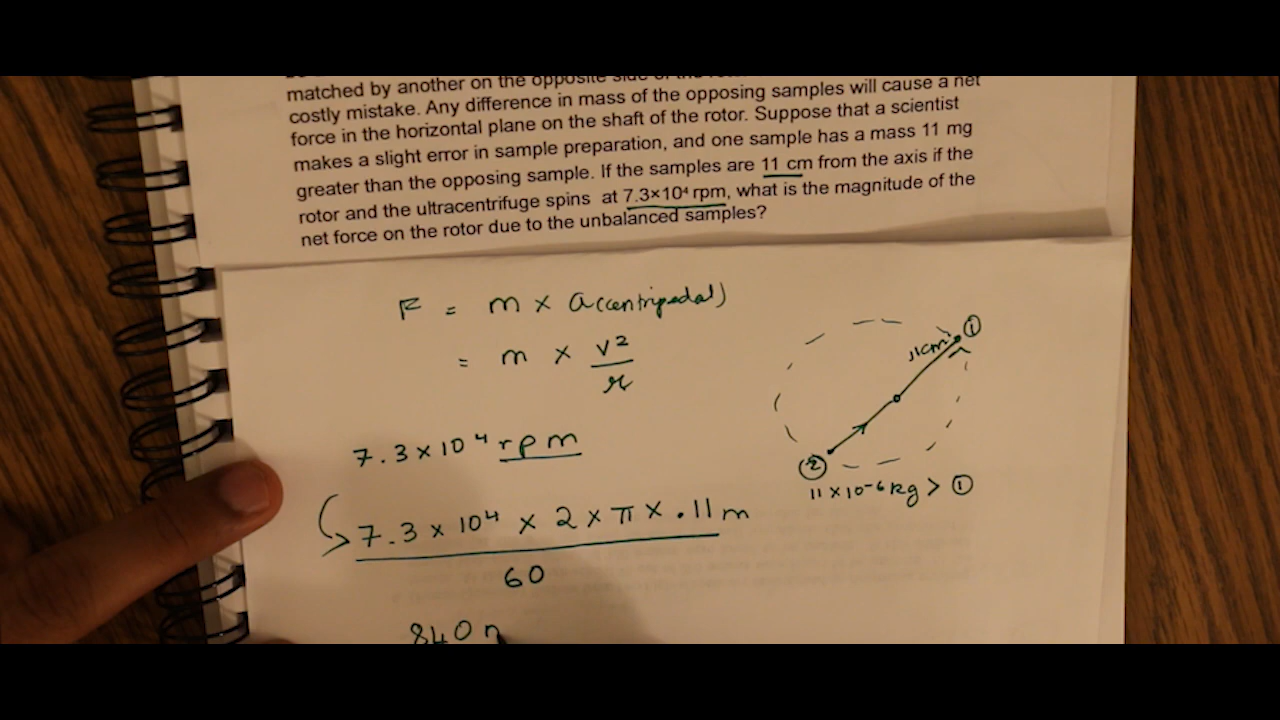 matched by another on the opposite side of the
costly mistake. Any difference in mass of the opposing samples will cause a net
force in the horizontal plane on the shaft of the rotor. Suppose that a scientist
makes a slight error in sample preparation, and one sample has a mass 11 mg
greater than the opposing sample. If the samples are 11 cm from the axis if the
rotor and the ultracentrifuge spins at 7.3×10⁴ rpm, what is the magnitude of the
net force on the rotor due to the unbalanced samples?
F = m × a(centripedal)
= m × v²/r
7.3 × 10⁴ rpm
7.3 × 10⁴ × 2 × π × .11 m
60
840
①
11cm
②
11 × 10⁻⁶ kg > ①